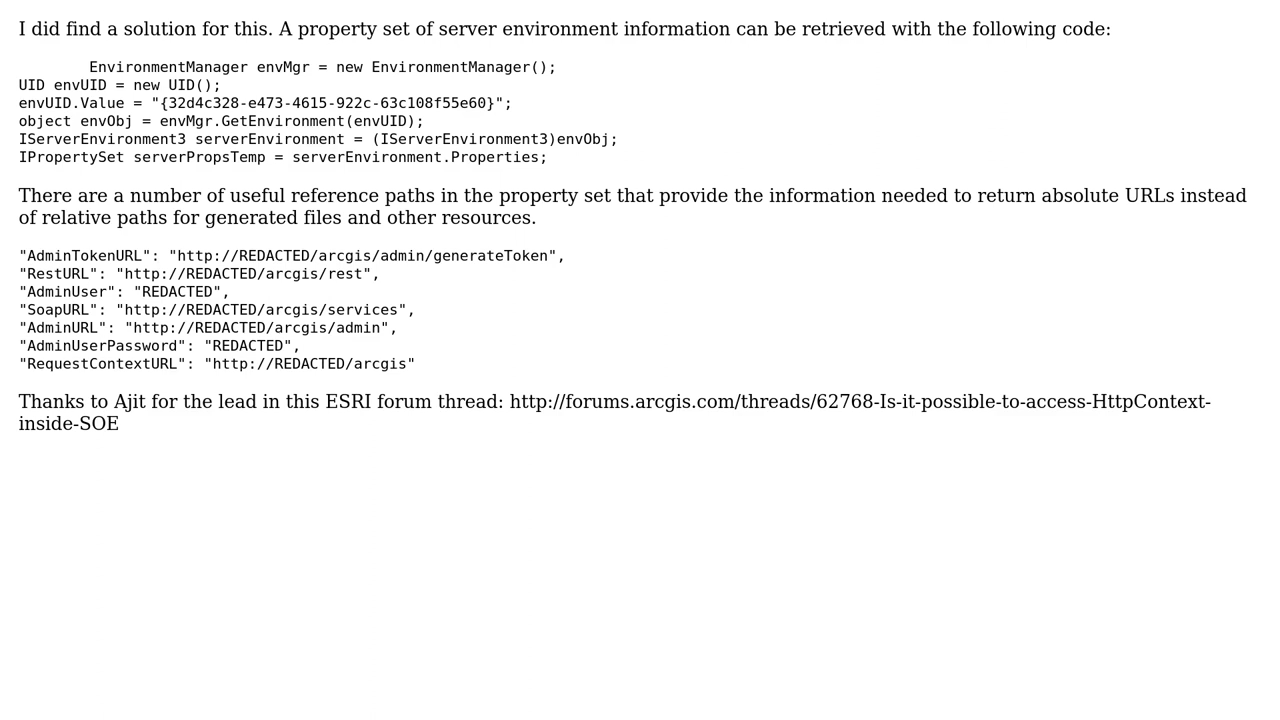 I did find a solution for this. A property set of server environment information can be retrieved with the following code:
EnvironmentManager envMgr = new EnvironmentManager();
UID envUID = new UID();
envUID.Value = "{32d4c328-e473-4615-922c-63c108f55e60}";
object envObj = envMgr.GetEnvironment(envUID);
IServerEnvironment3 serverEnvironment = (IServerEnvironment3)envObj;
IPropertySet serverPropsTemp = serverEnvironment.Properties;
There are a number of useful reference paths in the property set that provide the information needed to return absolute URLs instead
of relative paths for generated files and other resources.
"AdminTokenURL": "http://REDACTED/arcgis/admin/generateToken",
"RestURL": "http://REDACTED/arcgis/rest",
"AdminUser": "REDACTED",
"SoapURL": "http://REDACTED/arcgis/services",
"AdminURL": "http://REDACTED/arcgis/admin",
"AdminUserPassword": "REDACTED",
"RequestContextURL": "http://REDACTED/arcgis"
Thanks to Ajit for the lead in this ESRI forum thread: http://forums.arcgis.com/threads/62768-Is-it-possible-to-access-HttpContext-
inside-SOE